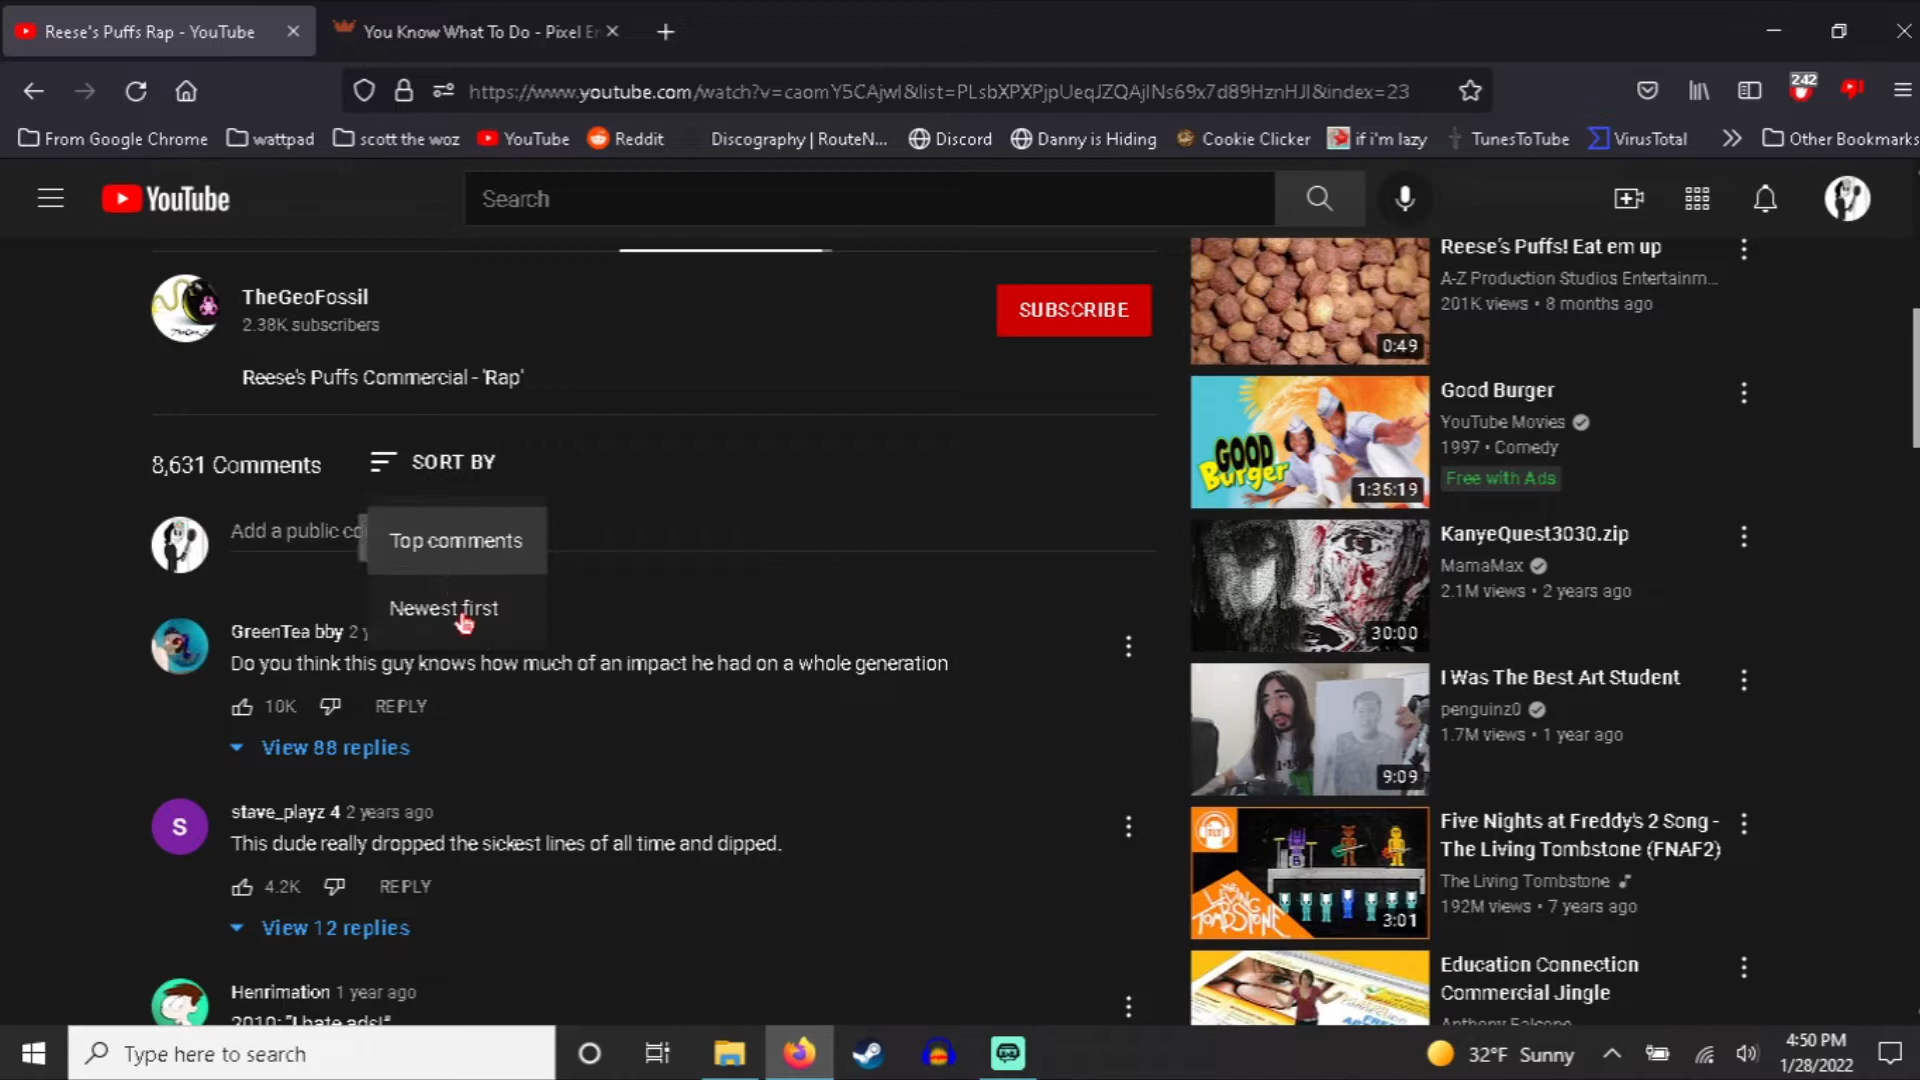 Reese's Puffs Rap - YouTube
You Know What To Do - Pixel En
https://www.youtube.com/watch?v=caomY5CAjwI&list=PLsbXPXPjpUeqJZQAjINs69x7d89HznHJI&index=23
242
From Google Chrome
wattpad
scott the woz
YouTube
Reddit
Discography | RouteN...
Discord
Danny is Hiding
Cookie Clicker
if i'm lazy
TunesToTube
VirusTotal
Other Bookmarks
YouTube
Search
TheGeoFossil
2.38K subscribers
SUBSCRIBE
Reese's Puffs Commercial - 'Rap'
8,631 Comments
SORT BY
Add a public co
Top comments
Newest first
GreenTea bby 2 y
Do you think this guy knows how much of an impact he had on a whole generation
10K
REPLY
View 88 replies
S
stave_playz 4 2 years ago
This dude really dropped the sickest lines of all time and dipped.
4.2K
REPLY
View 12 replies
Henrimation 1 year ago
2010: "I hate ads!"
Reese's Puffs! Eat em up
A-Z Production Studios Entertainm...
201K views • 8 months ago
0:49
Good Burger
YouTube Movies
1997 • Comedy
Free with Ads
GOOD
Burger
1:35:19
KanyeQuest3030.zip
MamaMax
2.1M views • 2 years ago
30:00
I Was The Best Art Student
penguinz0
1.7M views • 1 year ago
9:09
Five Nights at Freddy's 2 Song -
The Living Tombstone (FNAF2)
The Living Tombstone
192M views • 7 years ago
TLT
THE
LIVING
TOMBSTONE
3:01
Education Connection
Commercial Jingle
Anthony Falcone
Type here to search
32°F Sunny
4:50 PM
1/28/2022